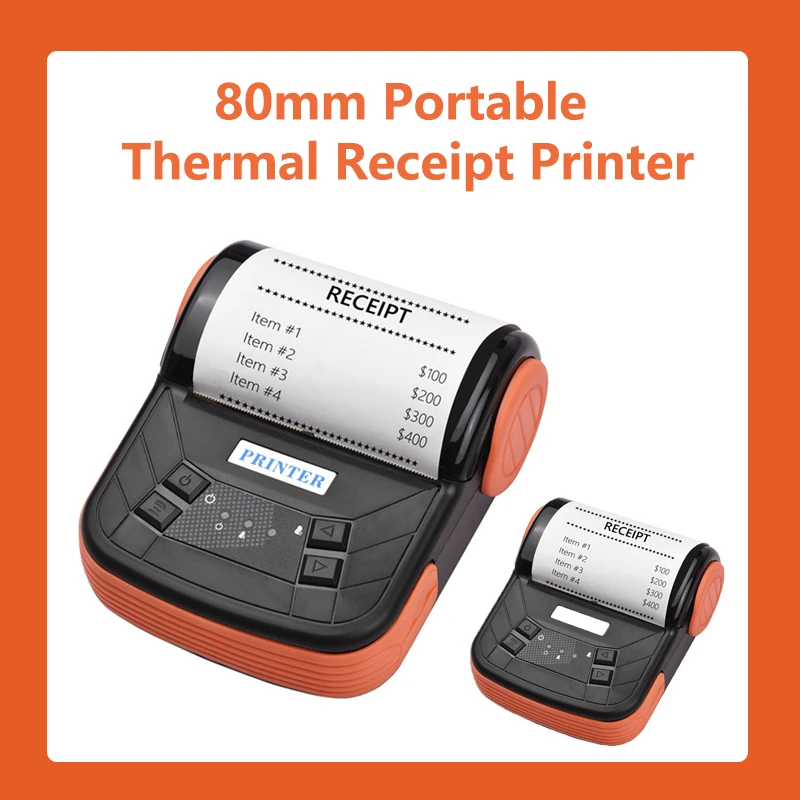 80mm Portable
Thermal Receipt Printer
RECEIPT
Item #1 $100
Item #2 $200
Item #3 $300
Item #4 $400
PRINTER
RECEIPT
Item #1 $100
Item #2 $200
Item #3 $300
Item #4 $400